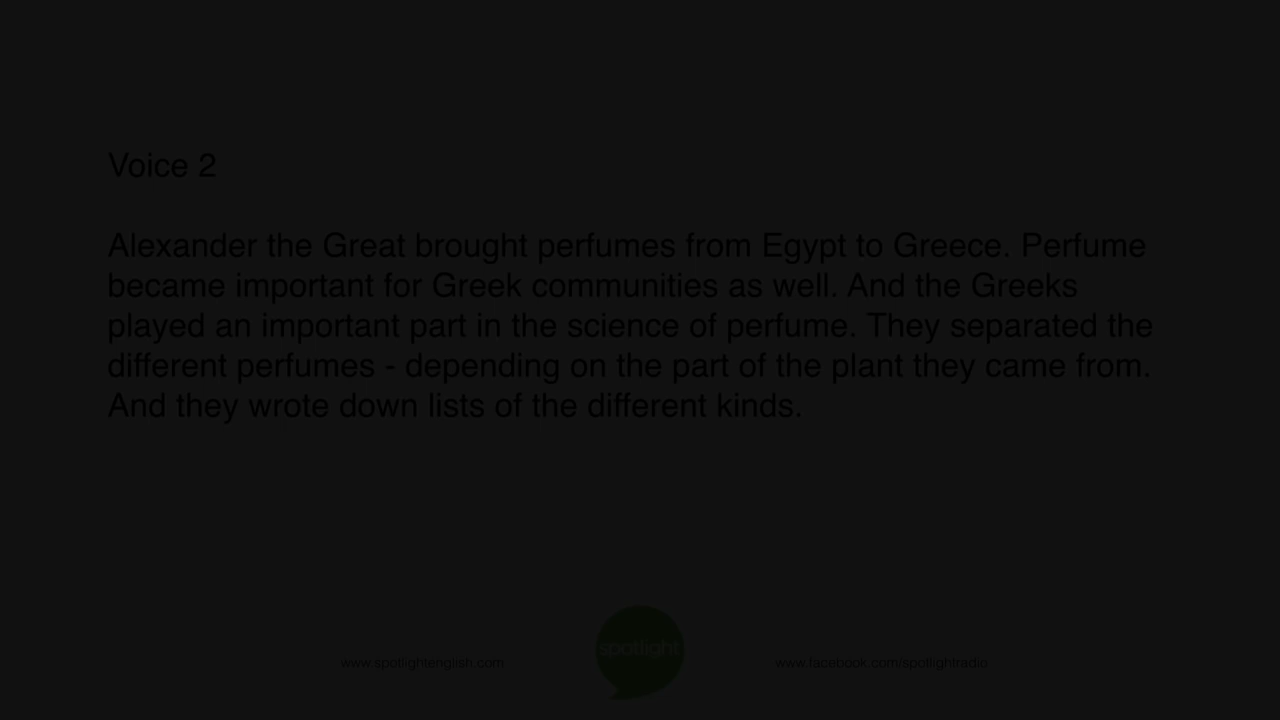 Voice 2
Alexander the Great brought perfumes from Egypt to Greece. Perfume
became important for Greek communities as well. And the Greeks
played an important part in the science of perfume. They separated the
different perfumes - depending on the part of the plant they came from.
And they wrote down lists of the different kinds.
spotlight
www.spotlightenglish.com
www.facebook.com/spotlightradio